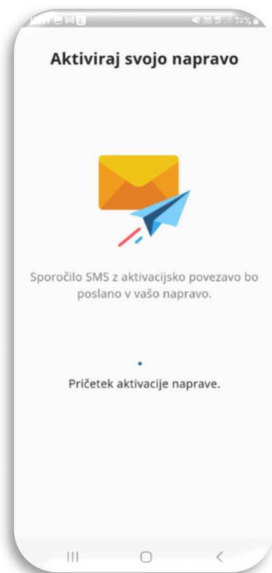 Aktiviraj svojo napravo
Sporočilo SMS z aktivacijsko povezavo bo
poslano v vašo napravo.
Pričetek aktivacije naprave.